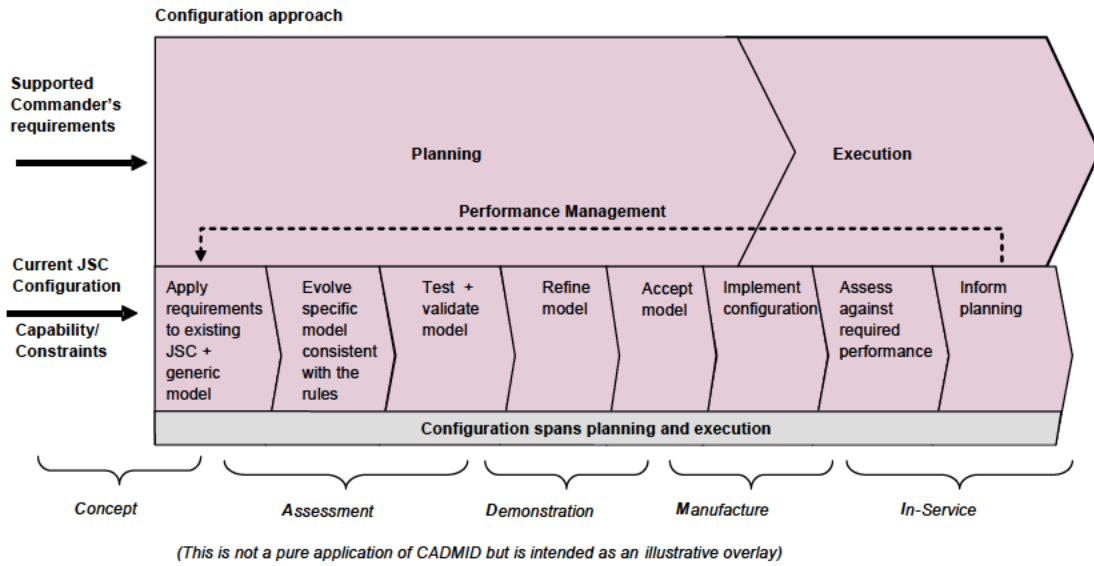 Configuration approach
Supported
Commander's
requirements
Planning
Execution
Performance Management
Current JSC
Configuration
Capability/
Constraints
Apply
requirements
to existing
JSC +
generic
model
Evolve
specific
model
consistent
with the
rules
Test +
validate
model
Refine
model
Accept
model
Implement
configuration
Assess
against
required
performance
Inform
planning
Configuration spans planning and execution
Concept
Assessment
Demonstration
Manufacture
In-Service
(This is not a pure application of CADMID but is intended as an illustrative overlay)